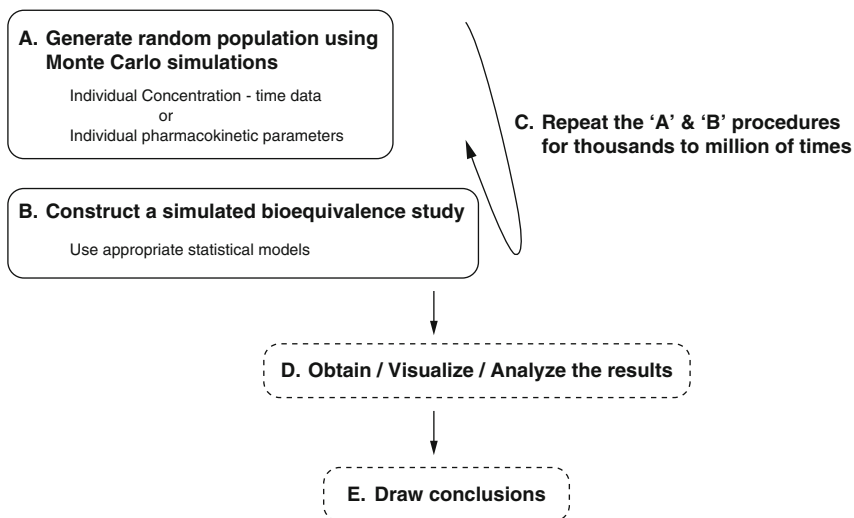 A. Generate random population using
Monte Carlo simulations
Individual Concentration - time data
or
Individual pharmacokinetic parameters
C. Repeat the ‘A’ & ‘B’ procedures
for thousands to million of times
B. Construct a simulated bioequivalence study
Use appropriate statistical models
D. Obtain / Visualize / Analyze the results
E. Draw conclusions